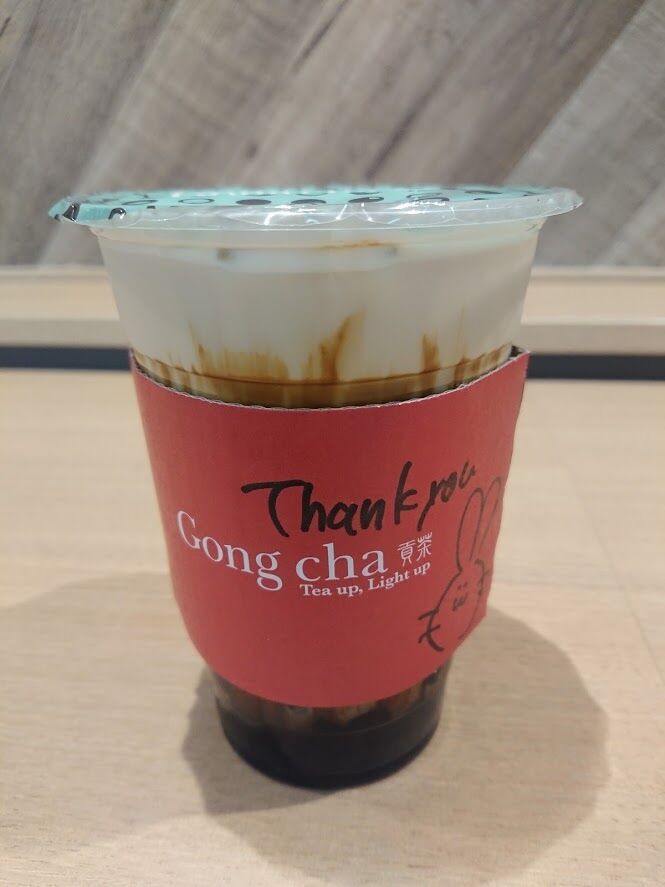 Thank you
Gong cha 貢茶
Tea up, Light up